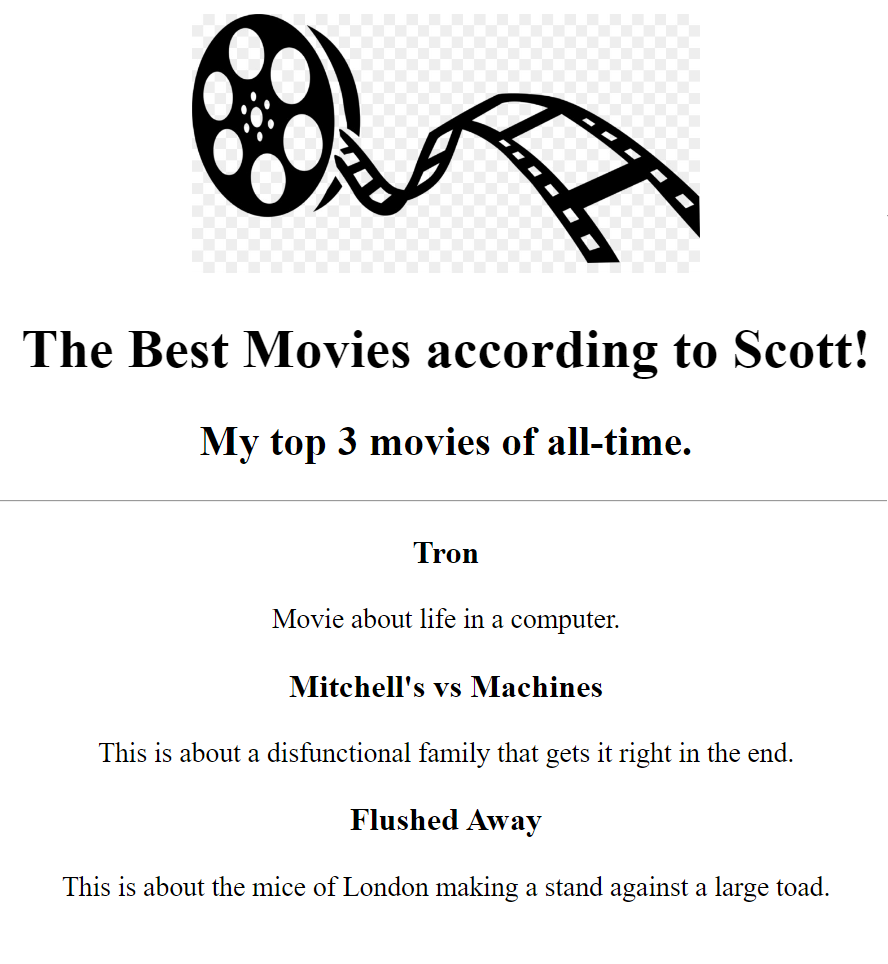 The Best Movies according to Scott!
My top 3 movies of all-time.
Tron
Movie about life in a computer.
Mitchell's vs Machines
This is about a disfunctional family that gets it right in the end.
Flushed Away
This is about the mice of London making a stand against a large toad.